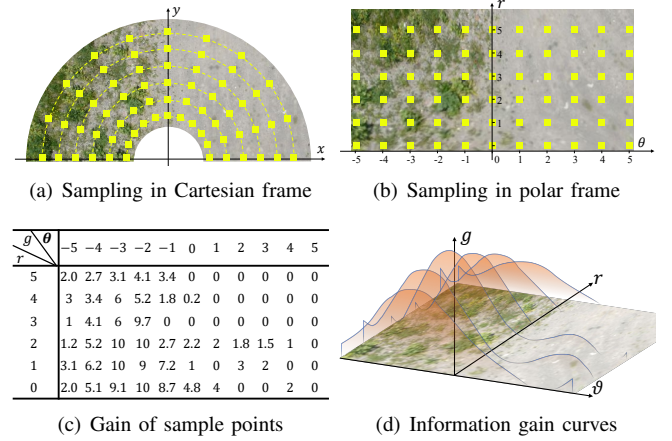 y
x
(a) Sampling in Cartesian frame
r
5
4
3
2
1
0
-5 -4 -3 -2 -1 0 1 2 3 4 5 θ
(b) Sampling in polar frame
g θ r −5 −4 −3 −2 −1 0 1 2 3 4 5
5 2.0 2.7 3.1 4.1 3.4 0 0 0 0 0 0
4 3 3.4 6 5.2 1.8 0.2 0 0 0 0 0
3 1 4.1 6 9.7 0 0 0 0 0 0 0
2 1.2 5.2 10 10 2.7 2.2 2 1.8 1.5 1 0
1 3.1 6.2 10 9 7.2 1 0 3 2 0 0
0 2.0 5.1 9.1 10 8.7 4.8 4 0 0 2 0
(c) Gain of sample points
g
r
ϑ
(d) Information gain curves